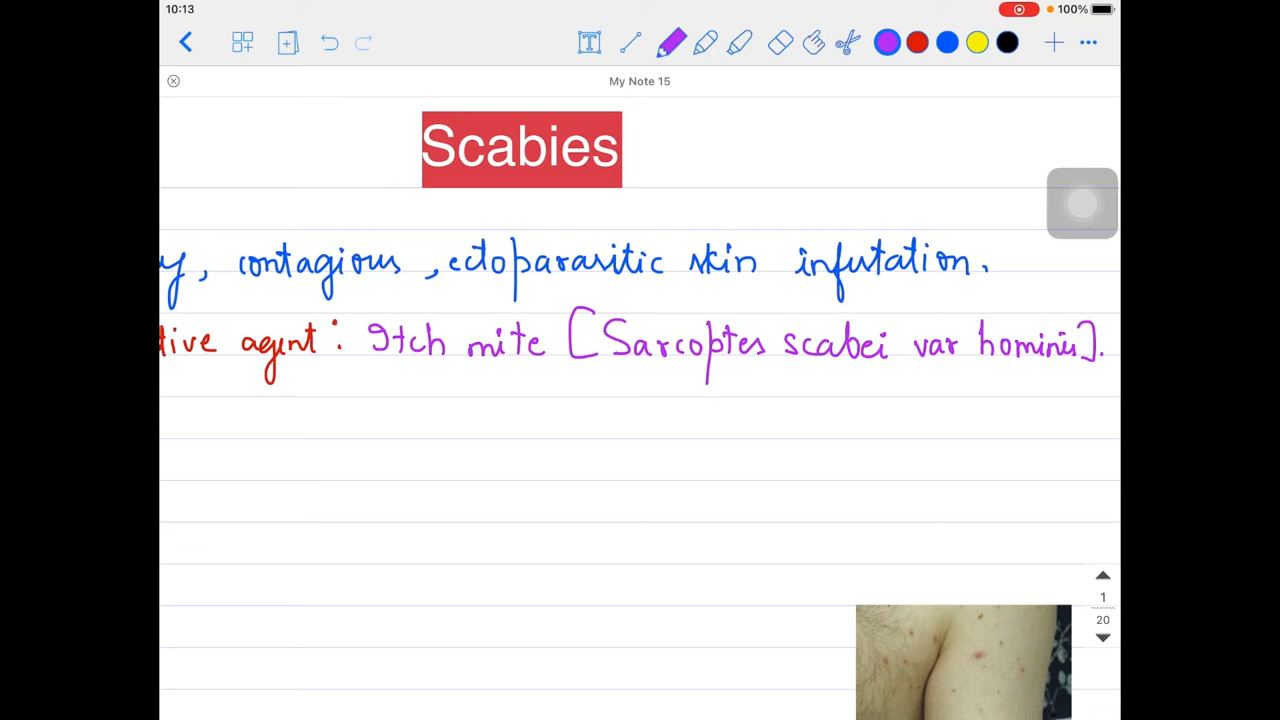 10:13
100%
My Note 15
Scabies
y, contagious, ectoparasitic skin infestation.
tive agent: Itch mite [Sarcoptes scabei var hominis].
1
20